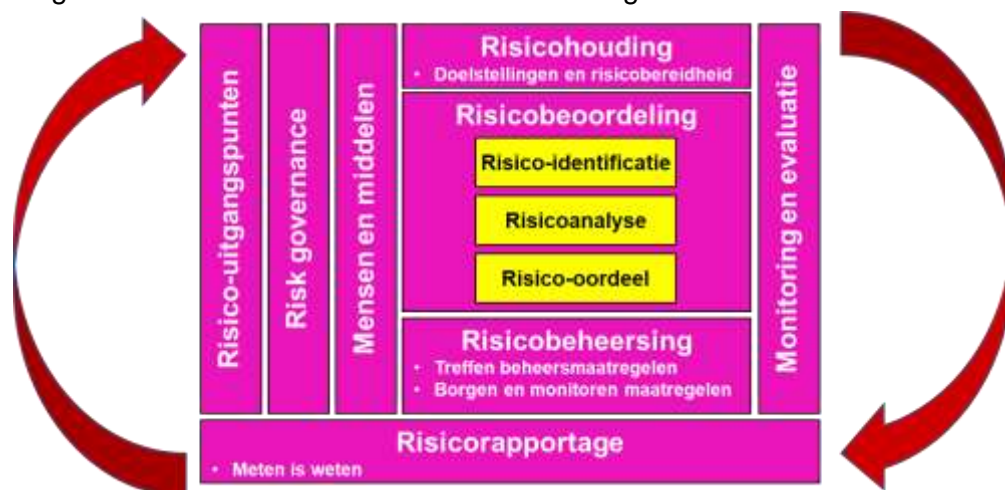 Risico-uitgangspunten
Risk governance
Mensen en middelen
Risicohouding
• Doelstellingen en risicobereidheid
Risicobeoordeling
Risico-identificatie
Risicoanalyse
Risico-oordeel
Risicobeheersing
• Treffen beheersmaatregelen
• Borgen en monitoren maatregelen
Monitoring en evaluatie
Risicorapportage
• Meten is weten